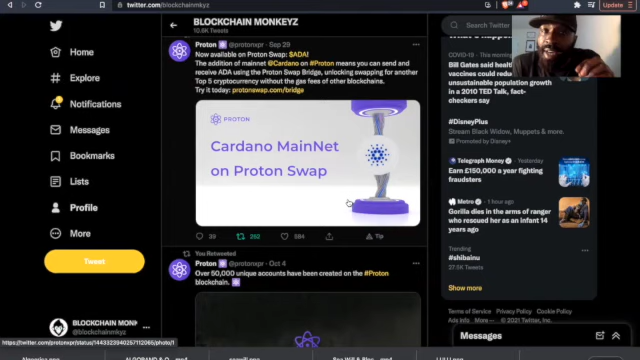 twitter.com/blockchainmkyz
Update
Home
Explore
Notifications
Messages
Bookmarks
Lists
Profile
More
Tweet
BLOCKCHAIN MONK
@blockchainmkyz
BLOCKCHAIN MONKEYZ
10.6K Tweets
Proton @protonxpr · Sep 29
Now available on Proton Swap: $ADA!
The addition of mainnet @Cardano on #Proton means you can send and
receive ADA using the Proton Swap Bridge, unlocking swapping for another
Top 5 cryptocurrency without the gas fees of other blockchains.
Try it today: protonswap.com/bridge
PROTON
Cardano MainNet
on Proton Swap
39
262
584
Tip
You Retweeted
Proton @protonxpr · Oct 4
Over 50,000 unique accounts have been created on the #Proton
blockchain.
Search Twitter
COVID-19 · This morning
Bill Gates said healt
vaccines could reduc
unsustainable population growth
in a 2010 TED Talk, fact-
checkers say
#DisneyPlus
Stream Black Widow, Muppets & more.
Promoted by Disney+
Telegraph Money · Yesterday
Earn £150,000 a year fighting
fraudsters
Metro · 1 hour ago
Gorilla dies in the arms of ranger
who rescued her as an infant 14
years ago
Trending
#shibainu
27.5K Tweets
Show more
Terms of Service Privacy Policy Cookie Policy
Ads info More © 2021 Twitter, Inc.
Messages
https://twitter.com/protonxpr/status/1443323940257112065/photo/1